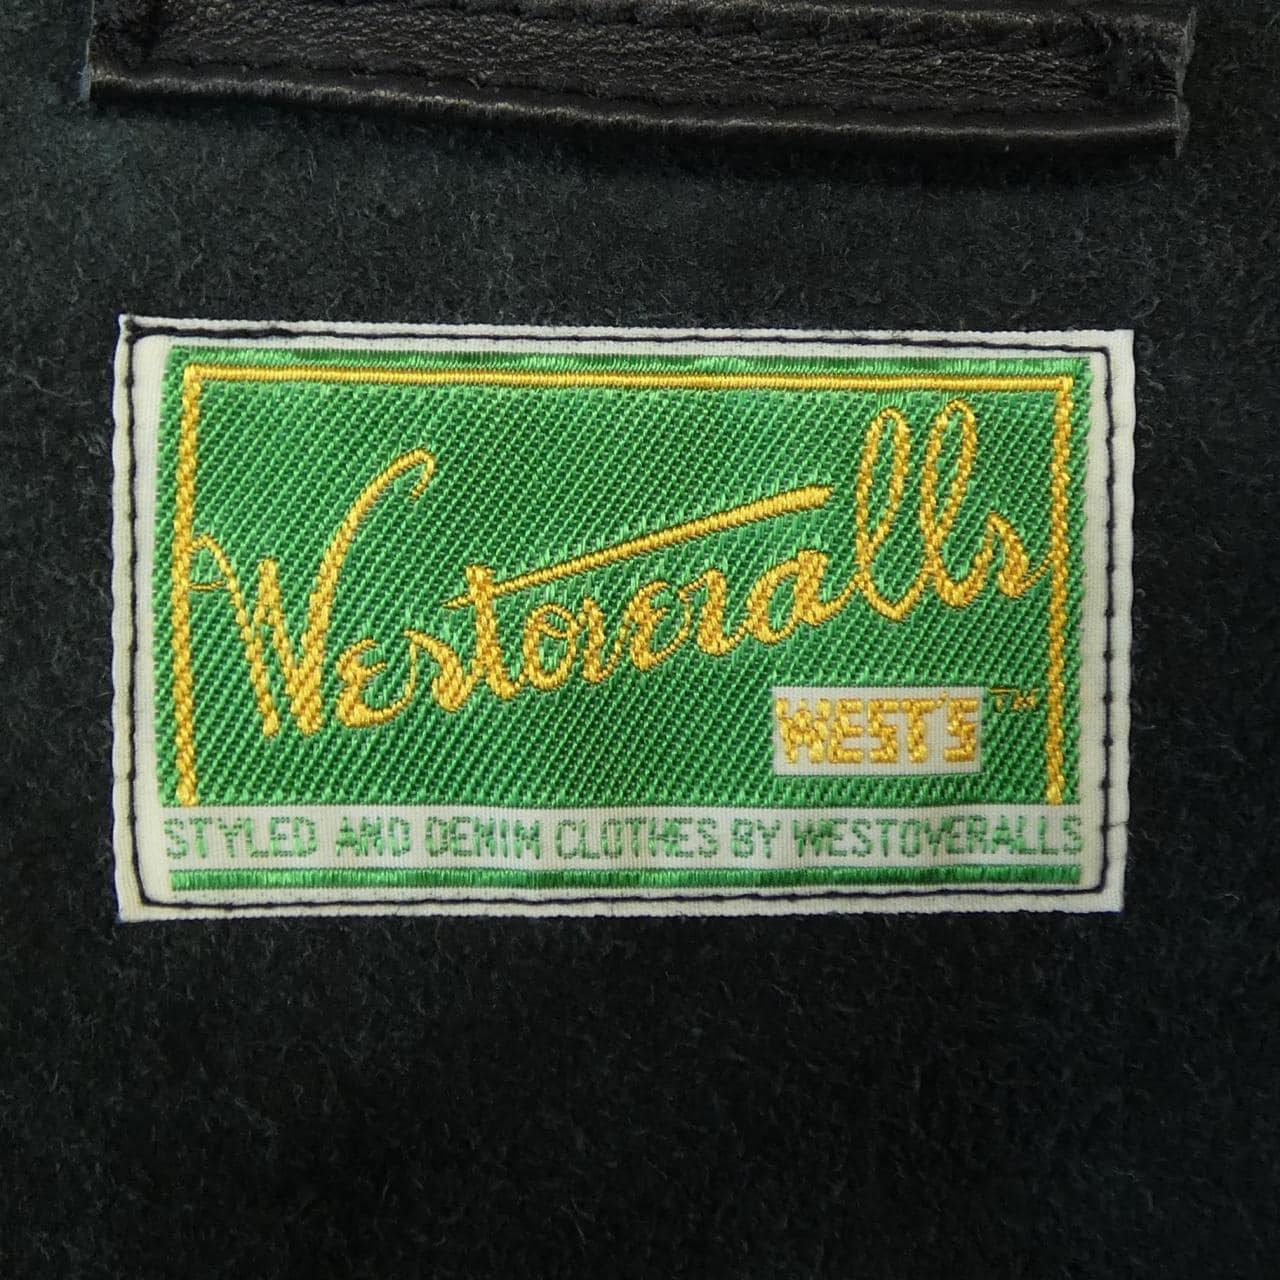 Westoveralls
WEST'S™
STYLED AND DENIM CLOTHES BY WESTOVERALLS